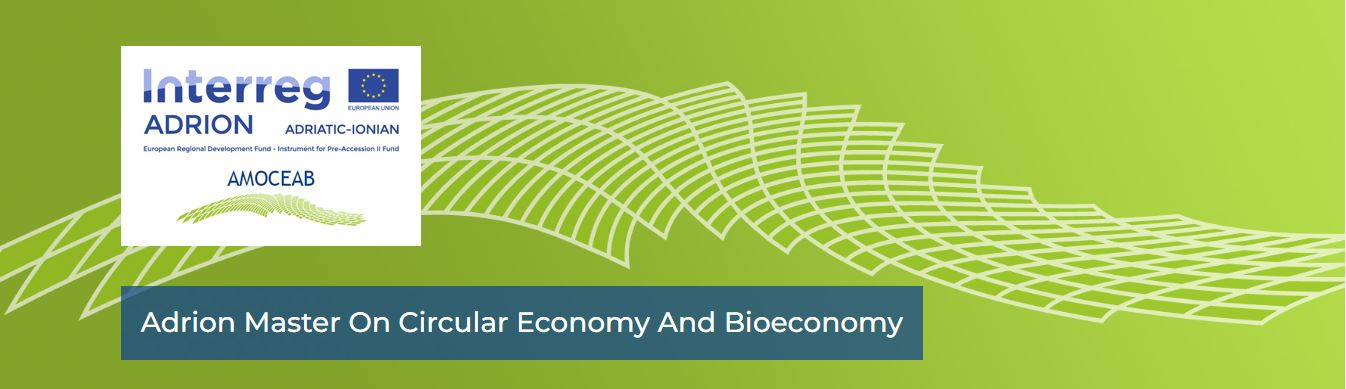 Interreg
EUROPEAN UNION
ADRION ADRIATIC-IONIAN
European Regional Development Fund - Instrument for Pre-Accession II Fund
AMOCEAB
Adrion Master On Circular Economy And Bioeconomy